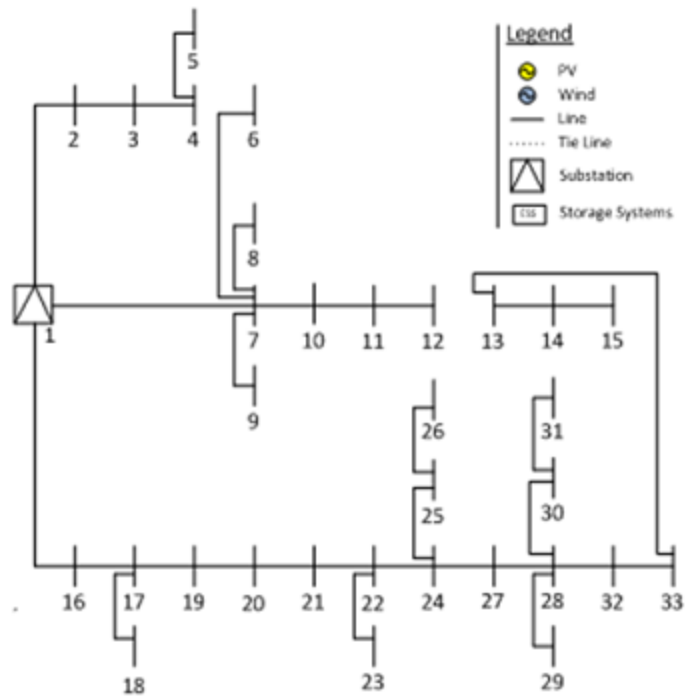 Legend
PV
Wind
Line
Tie Line
Substation
ESS Storage Systems
5
2 3 4 6
8
1 7 10 11 12 13 14 15
9
26 31
25 30
16 17 19 20 21 22 24 27 28 32 33
18 23 29